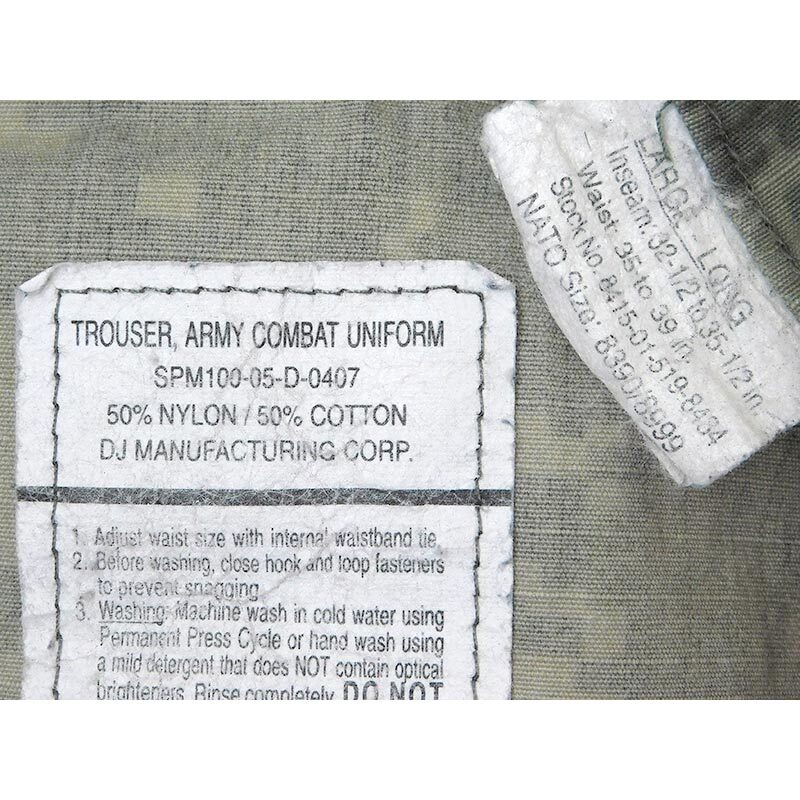 TROUSER, ARMY COMBAT UNIFORM
SPM100-05-D-0407
50% NYLON / 50% COTTON
DJ MANUFACTURING CORP.
1. Adjust waist size with internal waistband tie.
2. Before washing, close hook and loop fasteners
to prevent snagging.
3. Washing: Machine wash in cold water using
Permanent Press Cycle or hand wash using
a mild detergent that does NOT contain optical
brighteners. Rinse completely. DO NOT
LARGE - LONG
Inseam: 32-1/2 to 35-1/2 in.
Waist: 35 to 39 in.
Stock No. 8415-01-519-8434
NATO Size: 8390/8999